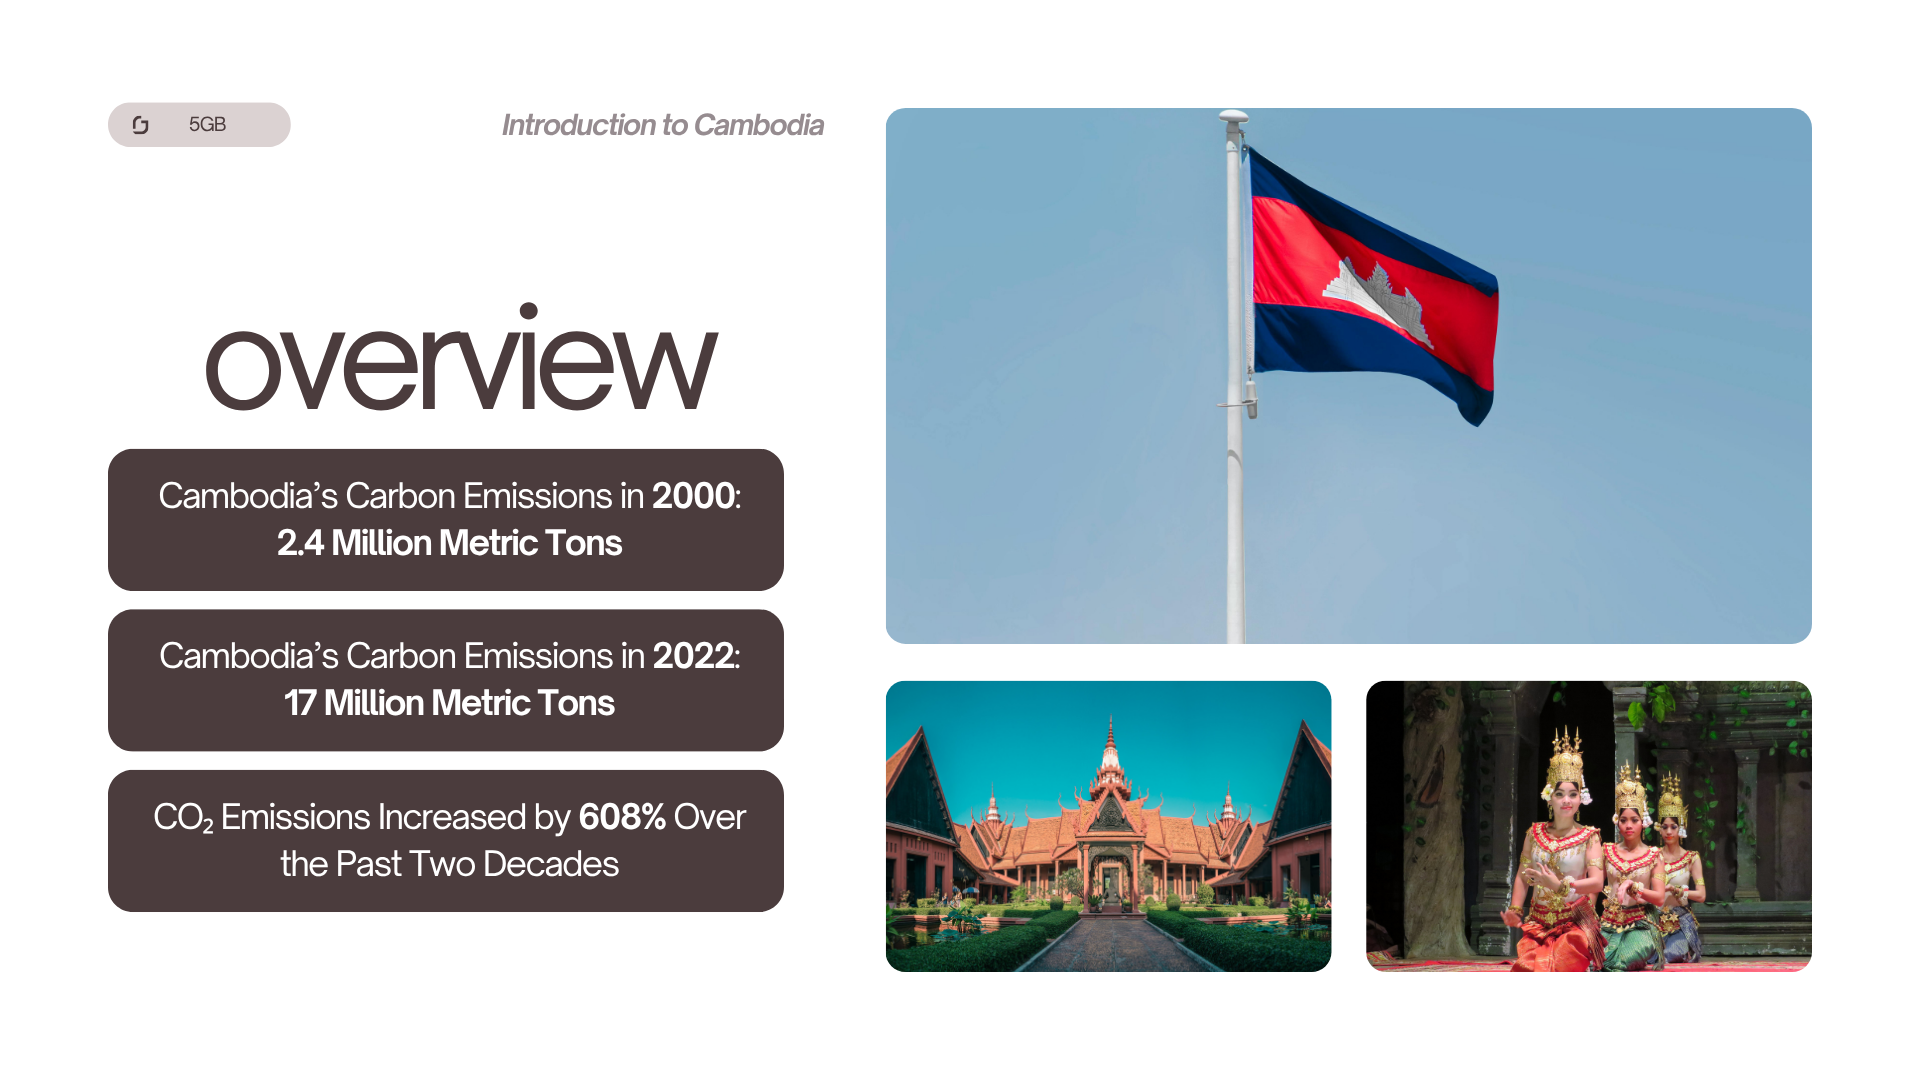 5GB
Introduction to Cambodia
overview
Cambodia’s Carbon Emissions in 2000:
2.4 Million Metric Tons
Cambodia’s Carbon Emissions in 2022:
17 Million Metric Tons
CO₂ Emissions Increased by 608% Over
the Past Two Decades